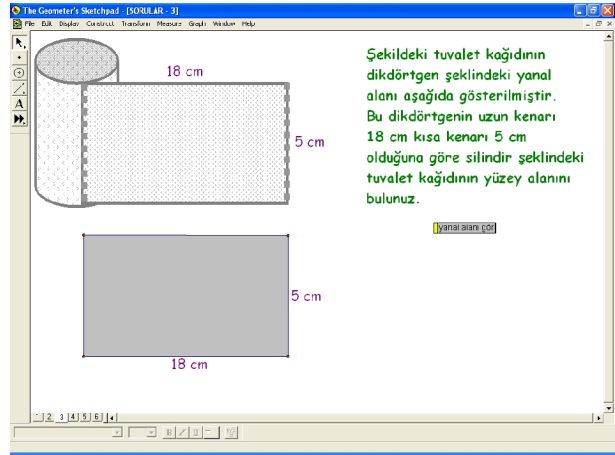 The Geometer's Sketchpad - [SORULAR - 3]
File Edit Display Construct Transform Measure Graph Window Help
18 cm
5 cm
Şekildeki tuvalet kağıdının
dikdörtgen şeklindeki yanal
alanı aşağıda gösterilmiştir.
Bu dikdörtgenin uzun kenarı
18 cm kısa kenarı 5 cm
olduğuna göre silindir şeklindeki
tuvalet kağıdının yüzey alanını
bulunuz.
yanal alanı gör
5 cm
18 cm
A
1 2 3 4 5 6
B I U